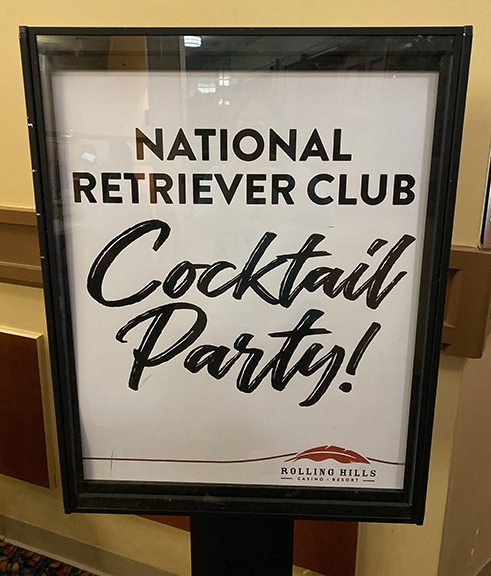 NATIONAL
RETRIEVER CLUB
Cocktail
Party!
ROLLING HILLS
CASINO · RESORT